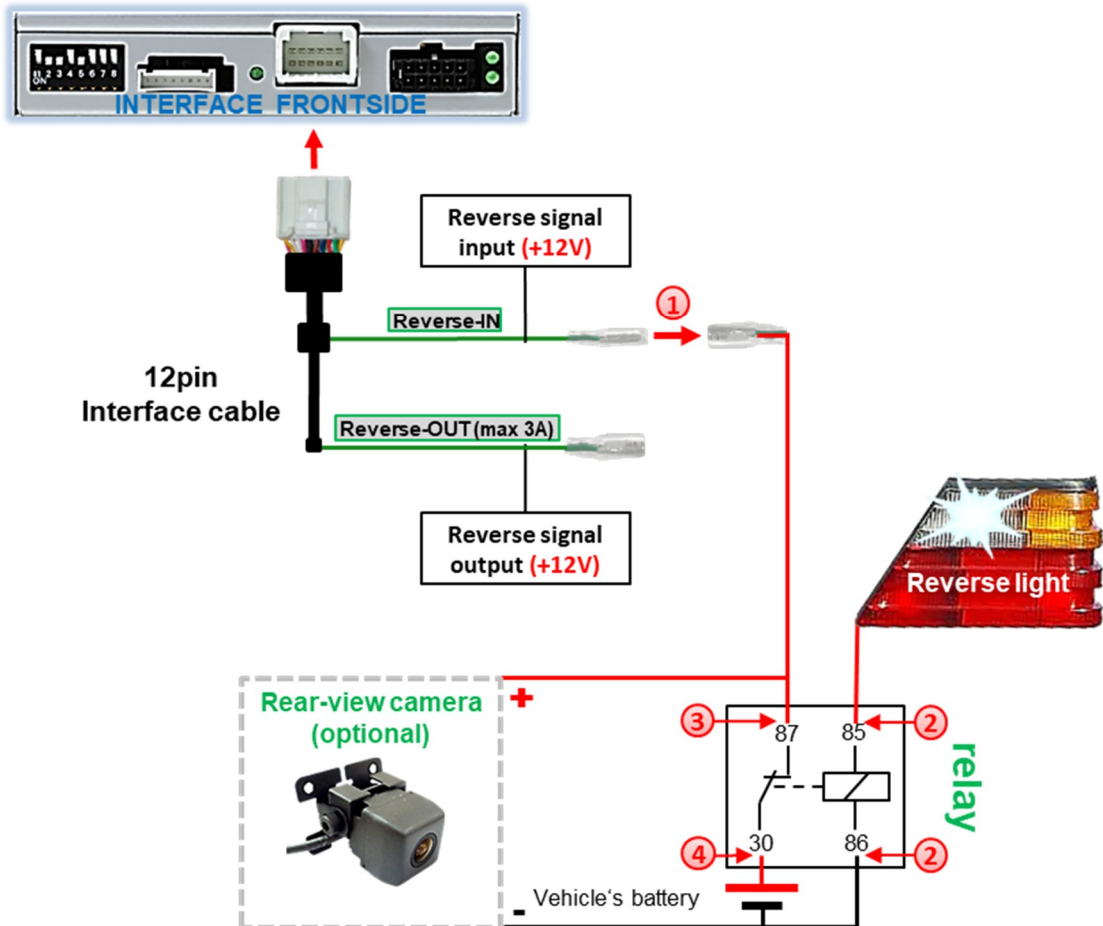 ON 2 3 4 5 6 7 8
INTERFACE FRONTSIDE
Reverse signal
input (+12V)
1
Reverse-IN
12pin
Interface cable
Reverse-OUT (max 3A)
Reverse signal
output (+12V)
Reverse light
Rear-view camera
(optional)
+
3
87
85
2
relay
4
30
86
2
- Vehicle‘s battery